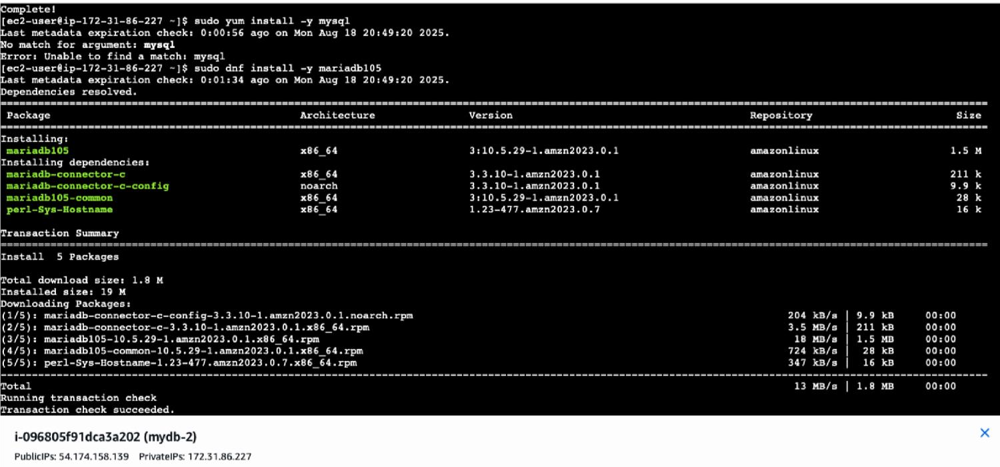 Complete!
[ec2-user@ip-172-31-86-227 ~]$ sudo yum install -y mysql
Last metadata expiration check: 0:00:56 ago on Mon Aug 18 20:49:20 2025.
No match for argument: mysql
Error: Unable to find a match: mysql
[ec2-user@ip-172-31-86-227 ~]$ sudo dnf install -y mariadb105
Last metadata expiration check: 0:01:34 ago on Mon Aug 18 20:49:20 2025.
Dependencies resolved.
Package Architecture Version Repository Size
Installing:
mariadb105 x86_64 3:10.5.29-1.amzn2023.0.1 amazonlinux 1.5 M
Installing dependencies:
mariadb-connector-c x86_64 3.3.10-1.amzn2023.0.1 amazonlinux 211 k
mariadb-connector-c-config noarch 3.3.10-1.amzn2023.0.1 amazonlinux 9.9 k
mariadb105-common x86_64 3:10.5.29-1.amzn2023.0.1 amazonlinux 28 k
perl-Sys-Hostname x86_64 1.23-477.amzn2023.0.7 amazonlinux 16 k
Transaction Summary
Install 5 Packages
Total download size: 1.8 M
Installed size: 19 M
Downloading Packages:
(1/5): mariadb-connector-c-config-3.3.10-1.amzn2023.0.1.noarch.rpm 204 kB/s | 9.9 kB 00:00
(2/5): mariadb-connector-c-3.3.10-1.amzn2023.0.1.x86_64.rpm 3.5 MB/s | 211 kB 00:00
(3/5): mariadb105-10.5.29-1.amzn2023.0.1.x86_64.rpm 18 MB/s | 1.5 MB 00:00
(4/5): mariadb105-common-10.5.29-1.amzn2023.0.1.x86_64.rpm 724 kB/s | 28 kB 00:00
(5/5): perl-Sys-Hostname-1.23-477.amzn2023.0.7.x86_64.rpm 347 kB/s | 16 kB 00:00
Total 13 MB/s | 1.8 MB 00:00
Running transaction check
Transaction check succeeded.
i-096805f91dca3a202 (mydb-2)
PublicIPs: 54.174.158.139 PrivateIPs: 172.31.86.227